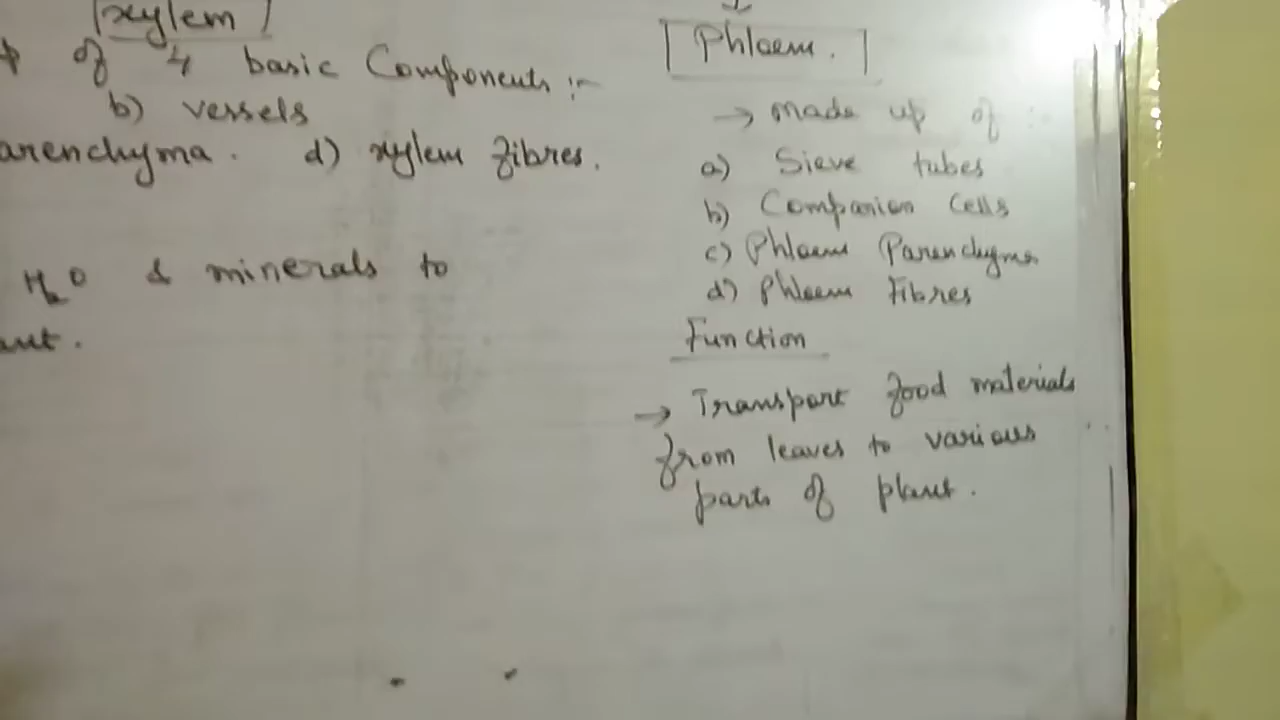 xylem
of 4 basic Components :-
b) vessels
arenchyma. d) xylem fibres.
H2O & minerals to
Phloem.
→ made up of :
a) Sieve tubes
b) Companion Cells
c) Phloem Parenchyma
d) Phloem Fibres
Function
→ Transport food materials
from leaves to various
parts of plant.